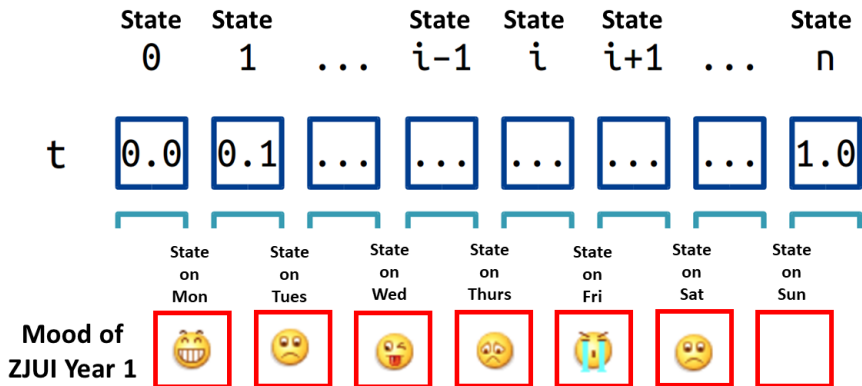 State State State State State State
0 1 ... i-1 i i+1 ... n
t 0.0 0.1 ... ... ... ... ... 1.0
State State State State State State State
on on on on on on on
Mon Tues Wed Thurs Fri Sat Sun
Mood of
ZJUI Year 1